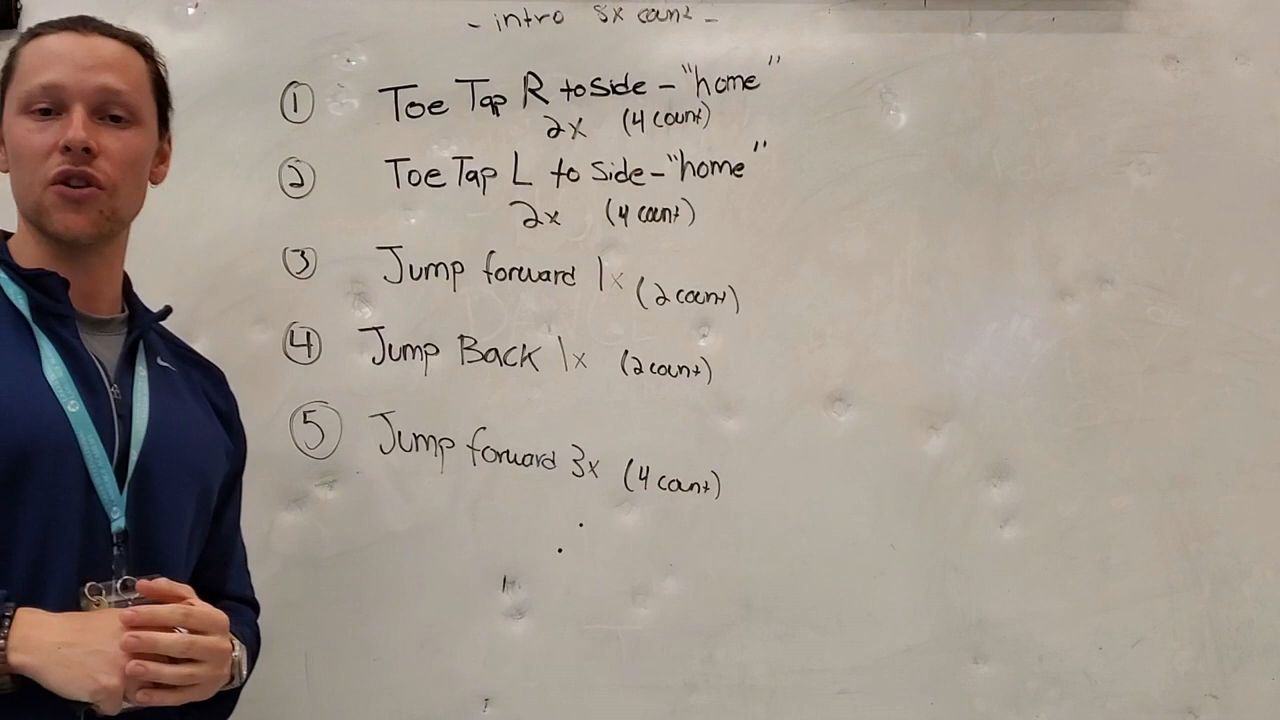 - intro 8x count -
① Toe Tap R to side - "home"
2x (4 count)
② Toe Tap L to side - "home"
2x (4 count)
③ Jump forward 1x (2 count)
④ Jump Back 1x (2 count)
⑤ Jump forward 3x (4 count)